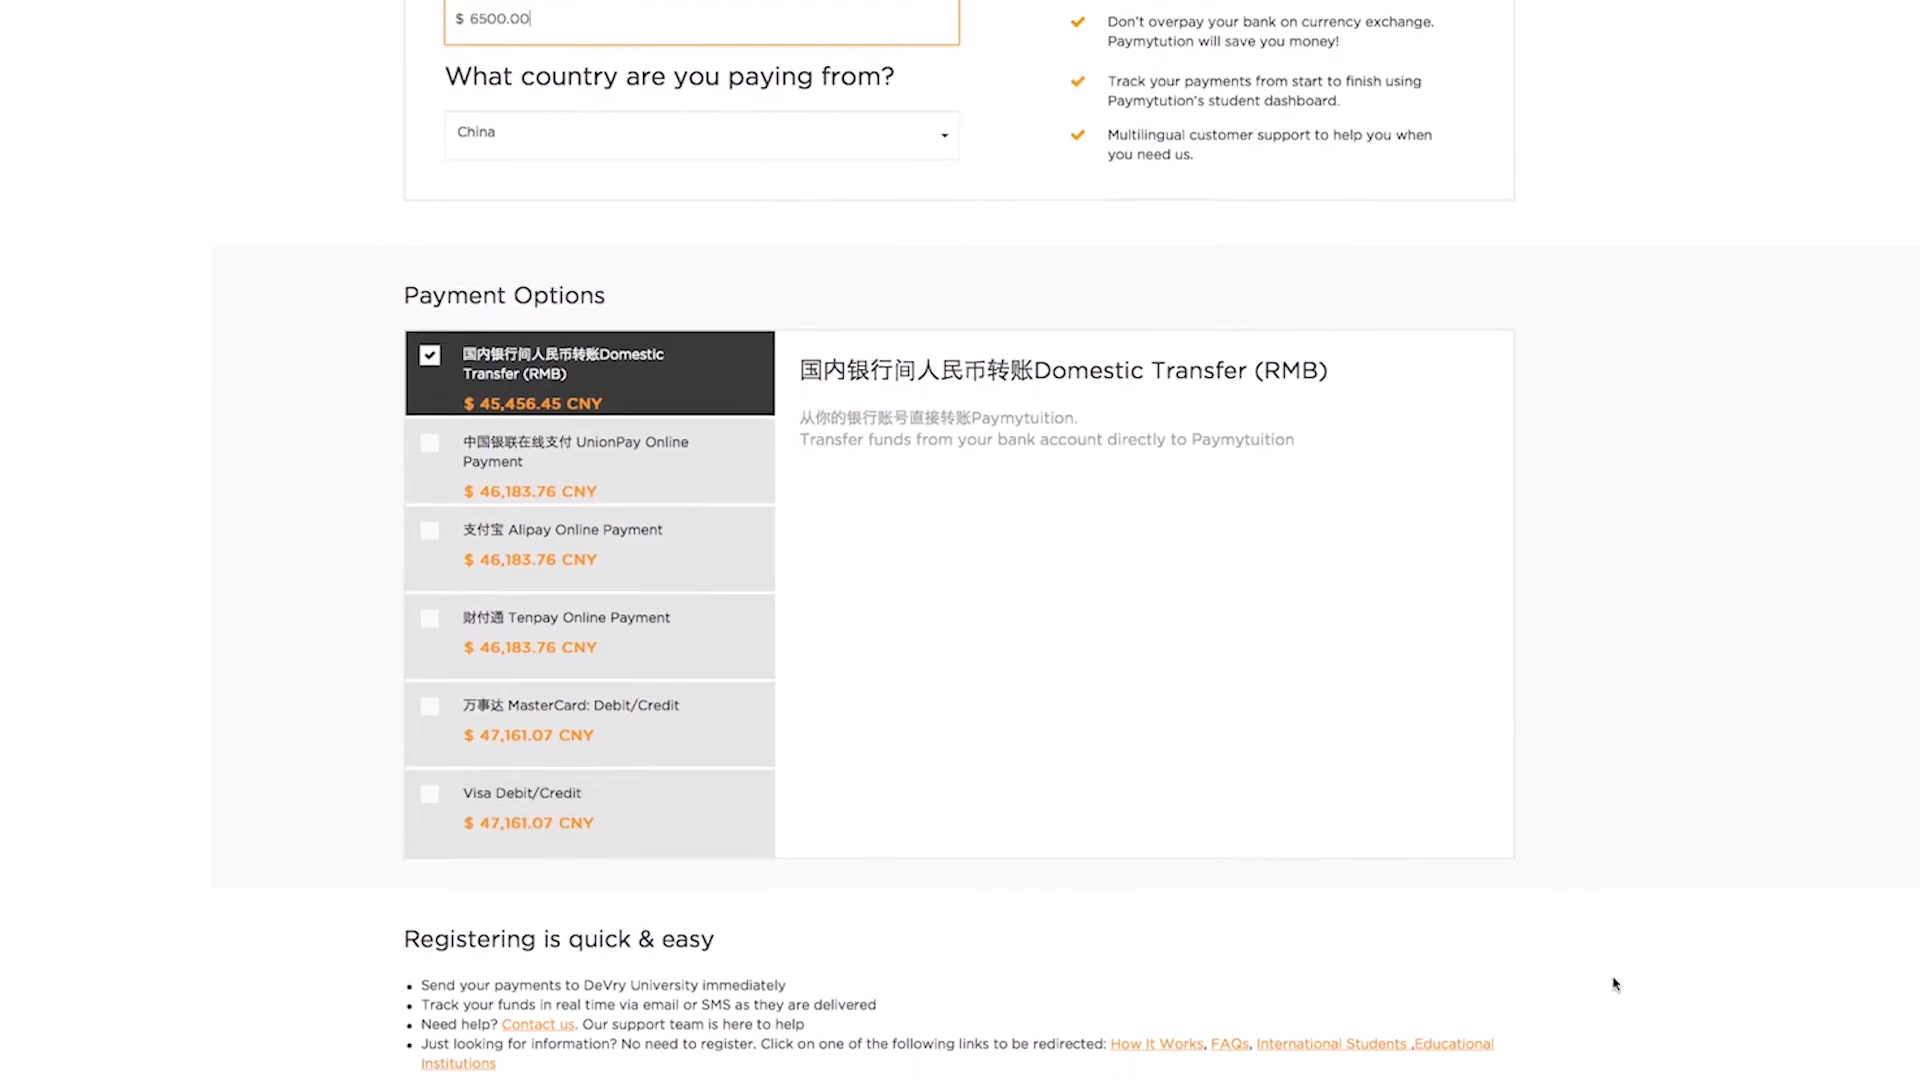 $ 6500.00
What country are you paying from?
China
Don't overpay your bank on currency exchange.
Paymytution will save you money!
Track your payments from start to finish using
Paymytution's student dashboard.
Multilingual customer support to help you when
you need us.
Payment Options
国内银行间人民币转账Domestic
Transfer (RMB)
$ 45,456.45 CNY
中国银联在线支付 UnionPay Online
Payment
$ 46,183.76 CNY
支付宝 Alipay Online Payment
$ 46,183.76 CNY
财付通 Tenpay Online Payment
$ 46,183.76 CNY
万事达 MasterCard: Debit/Credit
$ 47,161.07 CNY
Visa Debit/Credit
$ 47,161.07 CNY
国内银行间人民币转账Domestic Transfer (RMB)
从你的银行账号直接转账Paymytuition.
Transfer funds from your bank account directly to Paymytuition
Registering is quick & easy
Send your payments to DeVry University immediately
Track your funds in real time via email or SMS as they are delivered
Need help? Contact us. Our support team is here to help
Just looking for information? No need to register. Click on one of the following links to be redirected: How It Works, FAQs, International Students ,Educational
Institutions